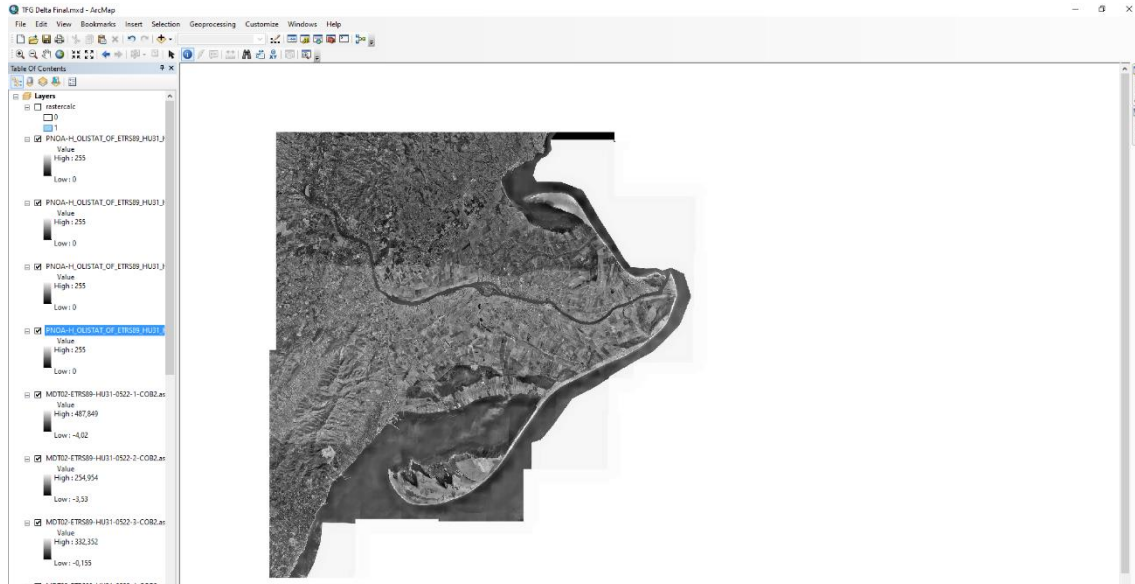 TFG Delta Final.mxd - ArcMap
File Edit View Bookmarks Insert Selection Geoprocessing Customize Windows Help
Table Of Contents
Layers
rastercalc
0
1
PNOA-H_OLISTAT_OF_ETRS89_HU31_H
Value
High : 255
Low : 0
PNOA-H_OLISTAT_OF_ETRS89_HU31_H
Value
High : 255
Low : 0
PNOA-H_OLISTAT_OF_ETRS89_HU31_H
Value
High : 255
Low : 0
PNOA-H_OLISTAT_OF_ETRS89_HU31_H
Value
High : 255
Low : 0
MDT02-ETRS89-HU31-0522-1-COB2.as
Value
High : 487,849
Low : -4,02
MDT02-ETRS89-HU31-0522-2-COB2.as
Value
High : 254,954
Low : -3,53
MDT02-ETRS89-HU31-0522-3-COB2.as
Value
High : 332,352
Low : -0,155